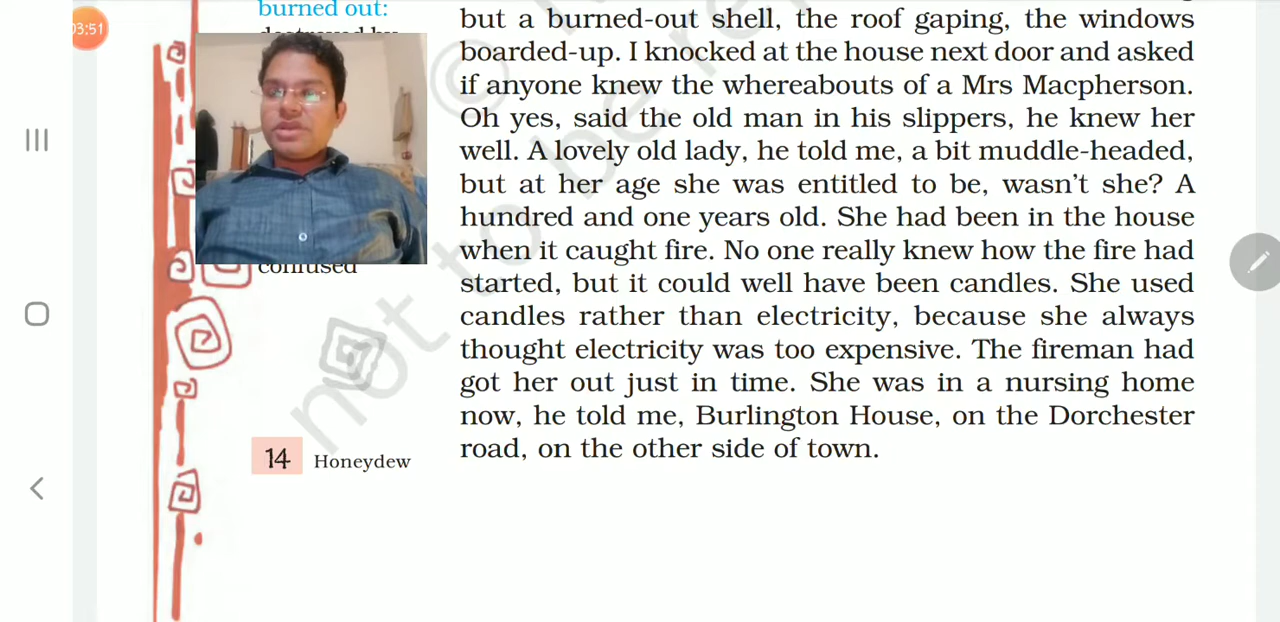 03:51
burned out:
confused
but a burned-out shell, the roof gaping, the windows
boarded-up. I knocked at the house next door and asked
if anyone knew the whereabouts of a Mrs Macpherson.
Oh yes, said the old man in his slippers, he knew her
well. A lovely old lady, he told me, a bit muddle-headed,
but at her age she was entitled to be, wasn't she? A
hundred and one years old. She had been in the house
when it caught fire. No one really knew how the fire had
started, but it could well have been candles. She used
candles rather than electricity, because she always
thought electricity was too expensive. The fireman had
got her out just in time. She was in a nursing home
now, he told me, Burlington House, on the Dorchester
road, on the other side of town.
14 Honeydew
not to be re